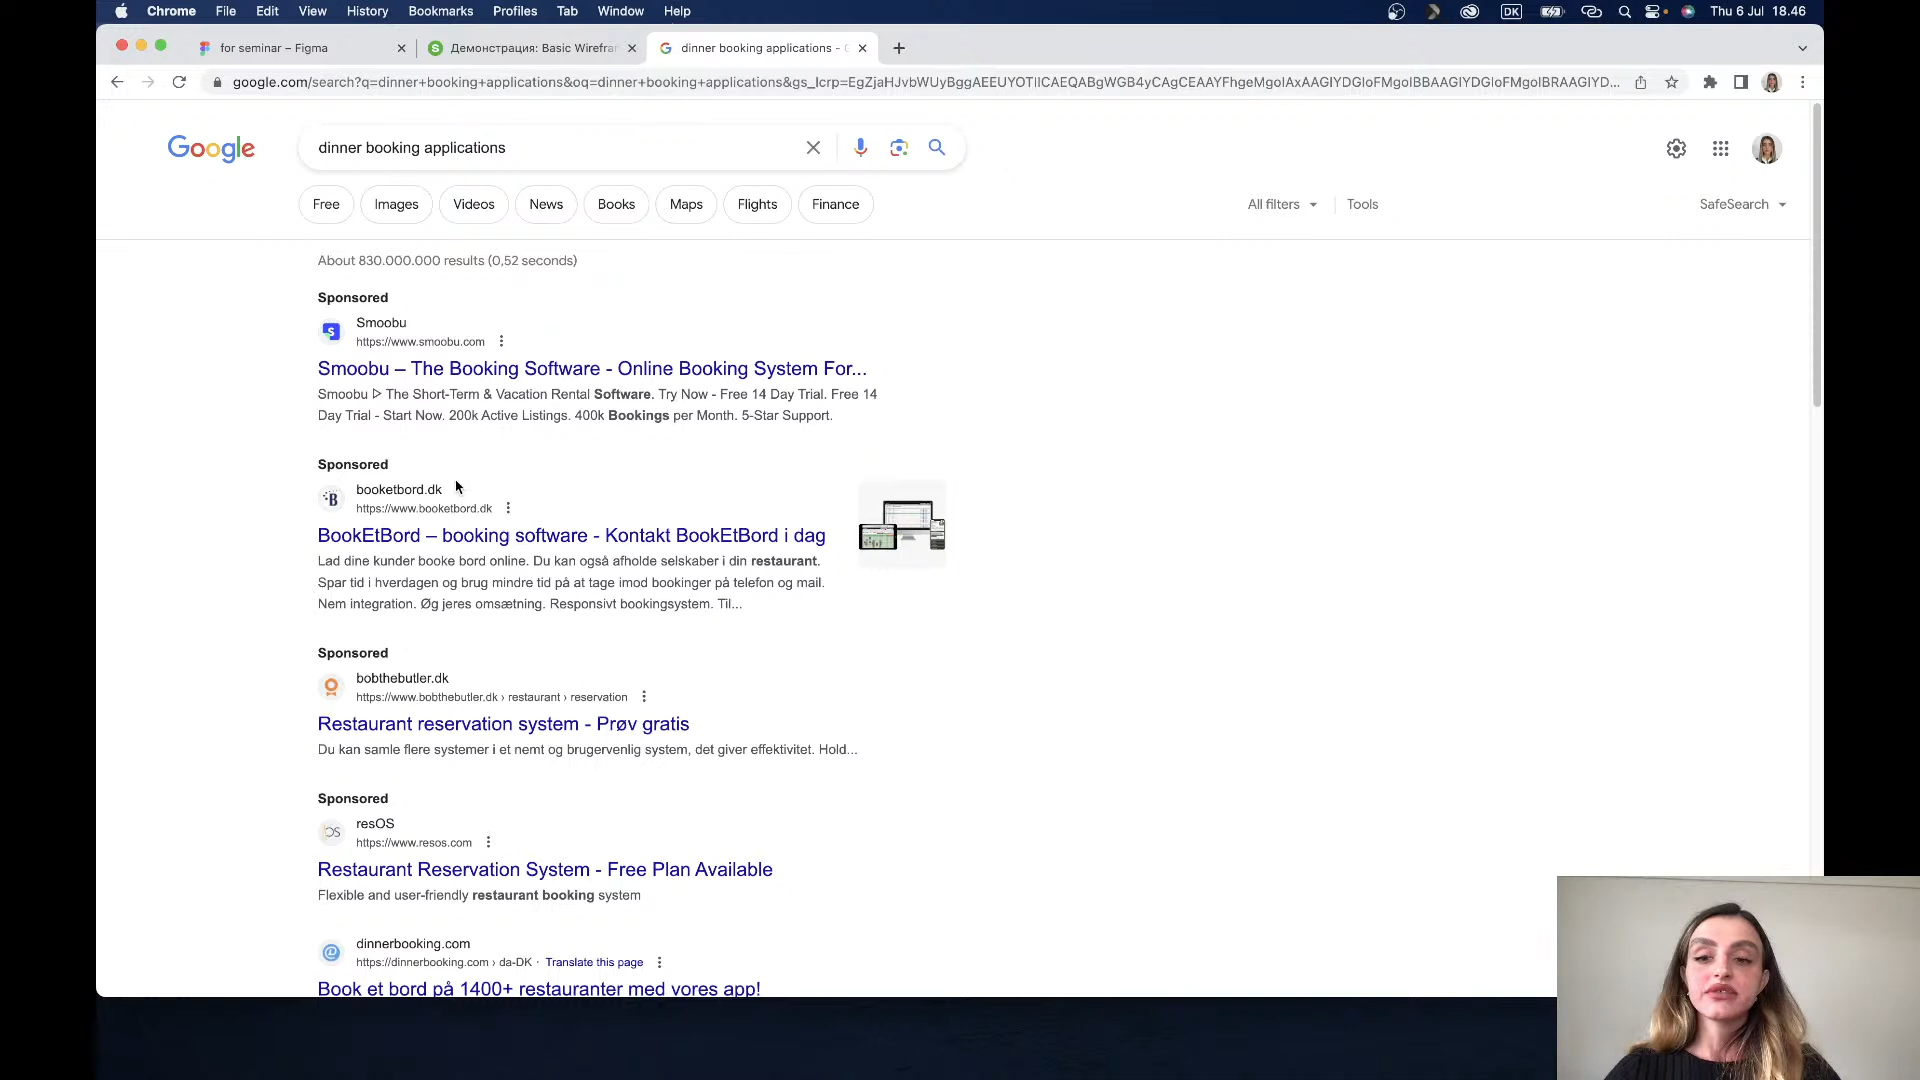 Chrome File Edit View History Bookmarks Profiles Tab Window Help DK Thu 6 Jul 18.46
for seminar – Figma Демонстрация: Basic Wirefra dinner booking applications - G
google.com/search?q=dinner+booking+applications&oq=dinner+booking+applications&gs_lcrp=
Google dinner booking applications
Free Images Videos News Books Maps Flights Finance All filters Tools SafeSearch
About 830.000.000 results (0,52 seconds)
Sponsored
Smoobu
https://www.smoobu.com
Smoobu – The Booking Software - Online Booking System For...
Smoobu ᐅ The Short-Term & Vacation Rental Software. Try Now - Free 14 Day Trial. Free 14
Day Trial - Start Now. 200k Active Listings. 400k Bookings per Month. 5-Star Support.
Sponsored
booketbord.dk
https://www.booketbord.dk
BookEtBord – booking software - Kontakt BookEtBord i dag
Lad dine kunder booke bord online. Du kan også afholde selskaber i din restaurant.
Spar tid i hverdagen og brug mindre tid på at tage imod bookinger på telefon og mail.
Nem integration. Øg jeres omsætning. Responsivt bookingsystem. Til...
Sponsored
bobthebutler.dk
https://www.bobthebutler.dk › restaurant › reservation
Restaurant reservation system - Prøv gratis
Du kan samle flere systemer i et nemt og brugervenlig system, det giver effektivitet. Hold...
Sponsored
resOS
https://www.resos.com
Restaurant Reservation System - Free Plan Available
Flexible and user-friendly restaurant booking system
dinnerbooking.com
https://dinnerbooking.com › da-DK · Translate this page
Book et bord på 1400+ restauranter med vores app!